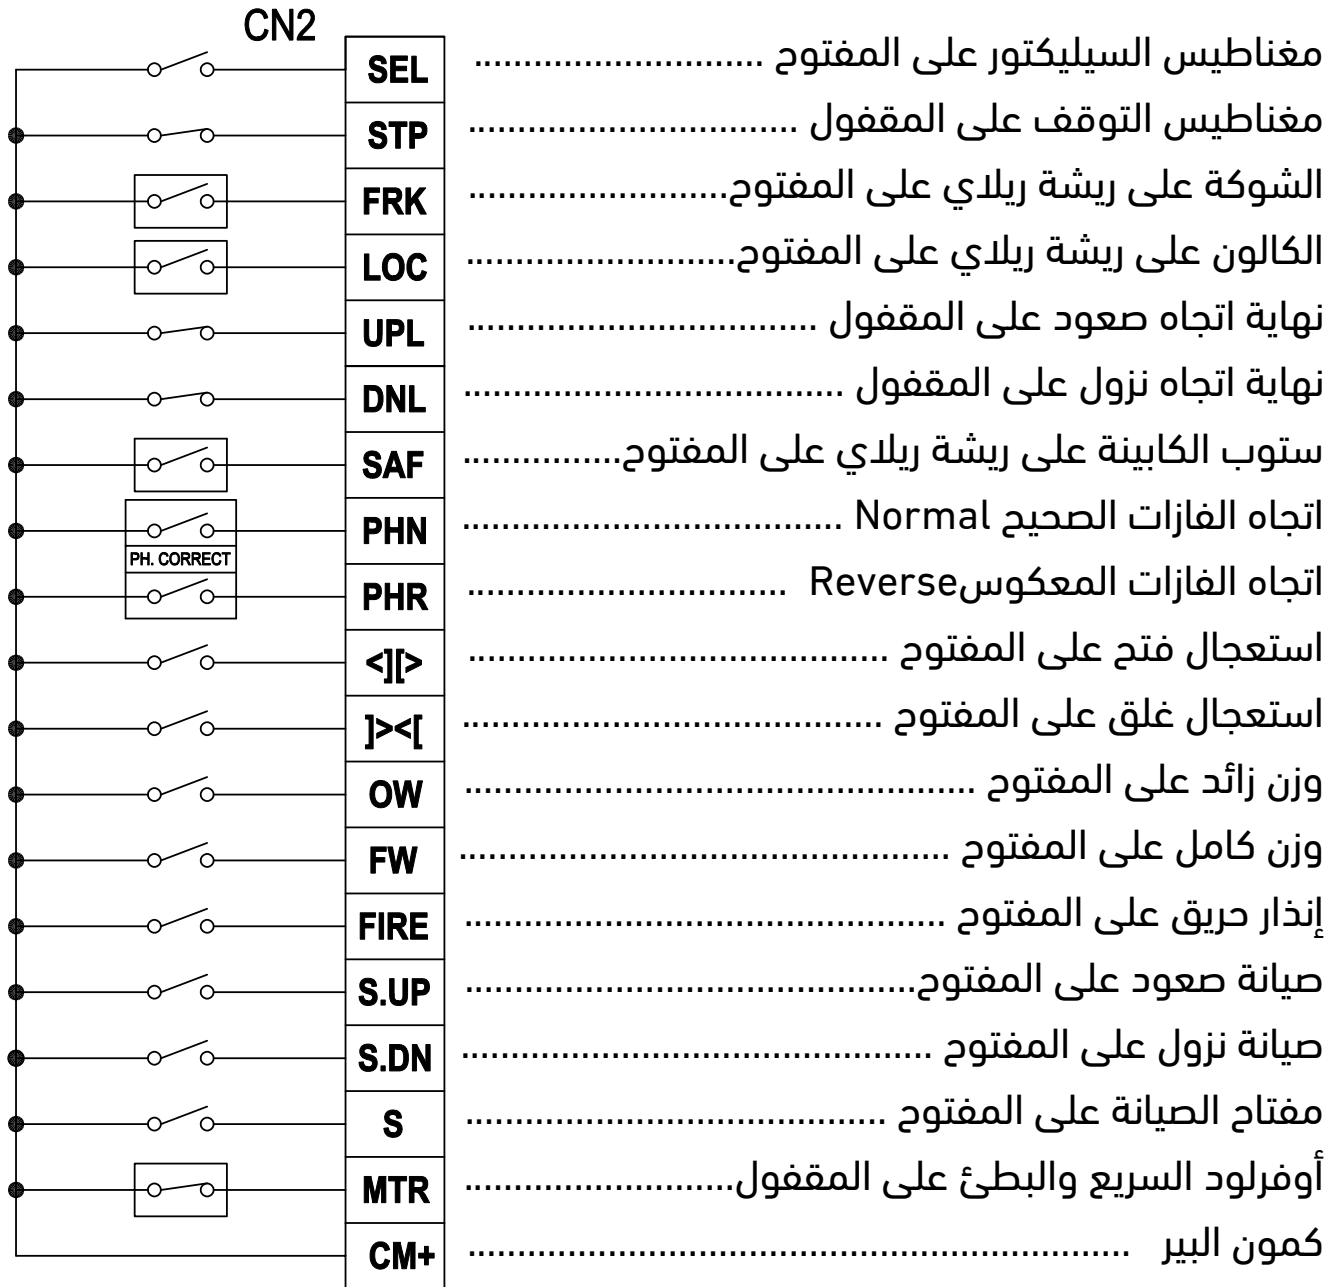 CN2
SEL ............................ مغناطيس السيليكتور على المفتوح
STP ................................ مغناطيس التوقف على المقفول
FRK .........................الشوكة على ريشة ريلاي على المفتوح
LOC ..........................الكالون على ريشة ريلاي على المفتوح
UPL .................................. نهاية اتجاه صعود على المقفول
DNL ..................................... نهاية اتجاه نزول على المقفول
SAF ................ستوب الكابينة على ريشة ريلاي على المفتوح
PHN ..................................... اتجاه الفازات الصحيح Normal
PH. CORRECT
PHR ............................... اتجاه الفازات المعكوسReverse
<][> ......................................... استعجال فتح على المفتوح
]><[ ......................................... استعجال غلق على المفتوح
OW .................................................. وزن زائد على المفتوح
FW ................................................ وزن كامل على المفتوح
FIRE ............................................... إنذار حريق على المفتوح
S.UP ............................................صيانة صعود على المفتوح
S.DN .............................................. صيانة نزول على المفتوح
S ......................................... مفتاح الصيانة على المفتوح
MTR ..........................أوفرلود السريع والبطئ على المقفول
CM+ ................................................................. كمون البير